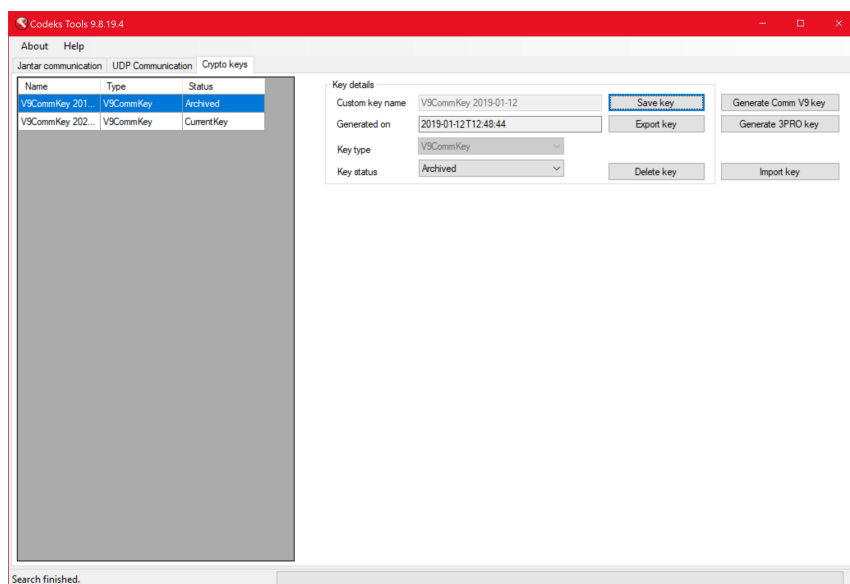 Codeks Tools 9.8.19.4
About Help
Jantar communication UDP Communication Crypto keys
Name Type Status
V9CommKey 201... V9CommKey Archived
V9CommKey 202... V9CommKey CurrentKey
Key details
Custom key name V9CommKey 2019-01-12 Save key Generate Comm V9 key
Generated on 2019-01-12T12:48:44 Export key Generate 3PRO key
Key type V9CommKey
Key status Archived Delete key Import key
Search finished.